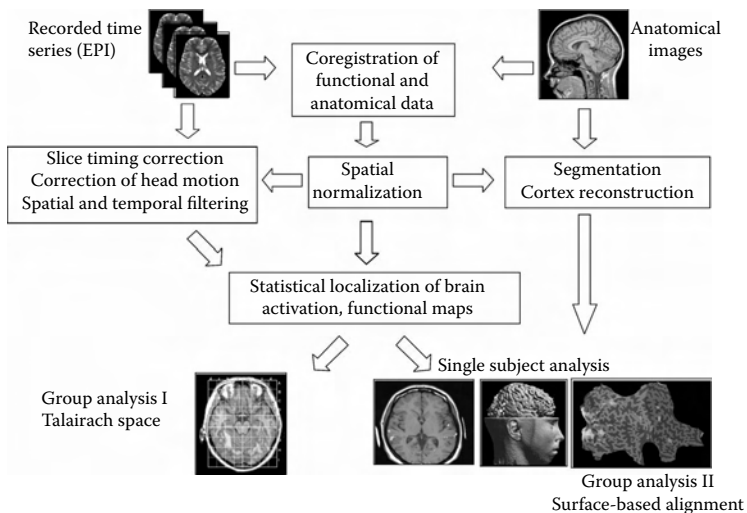 Recorded time
series (EPI)
Coregistration of
functional and
anatomical data
Anatomical
images
Slice timing correction
Correction of head motion
Spatial and temporal filtering
Spatial
normalization
Segmentation
Cortex reconstruction
Statistical localization of brain
activation, functional maps
Group analysis I
Talairach space
Single subject analysis
Group analysis II
Surface-based alignment